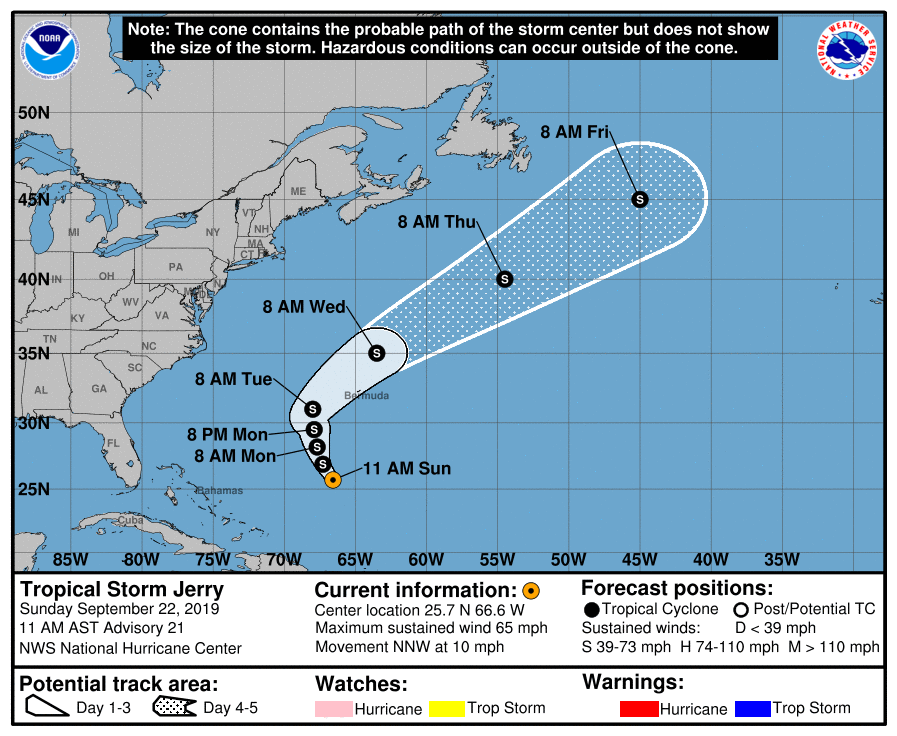 Note: The cone contains the probable path of the storm center but does not show
the size of the storm. Hazardous conditions can occur outside of the cone.
NOAA
NATIONAL WEATHER SERVICE
50N
8 AM Fri
45N
ME
VT
NH
8 AM Thu
MI
NY
MA
CT
RI
40N
PA
IN
OH
NJ
MD
DE
WV
8 AM Wed
KY
VA
35N
TN
NC
SC
8 AM Tue
AL
GA
Bermuda
30N
8 PM Mon
FL
8 AM Mon
11 AM Sun
25N
Bahamas
Cuba
85W 80W 75W 70W 65W 60W 55W 50W 45W 40W 35W
S
S
S
S
S
S
S
Tropical Storm Jerry
Sunday September 22, 2019
11 AM AST Advisory 21
NWS National Hurricane Center
Current information:
Center location 25.7 N 66.6 W
Maximum sustained wind 65 mph
Movement NNW at 10 mph
Forecast positions:
Tropical Cyclone Post/Potential TC
Sustained winds: D < 39 mph
S 39-73 mph H 74-110 mph M > 110 mph
Potential track area:
Day 1-3 Day 4-5
Watches:
Hurricane Trop Storm
Warnings:
Hurricane Trop Storm